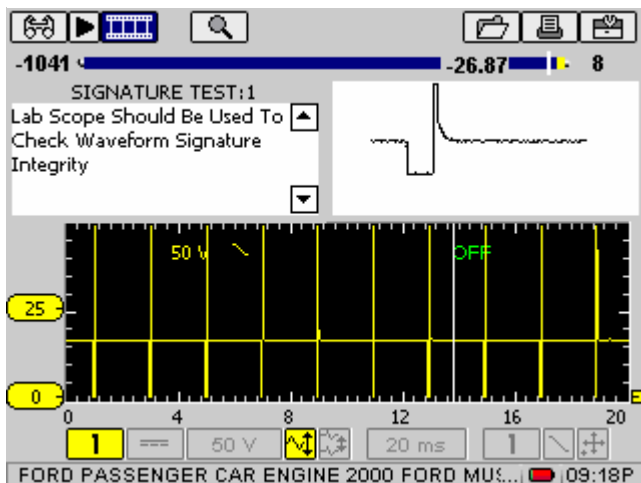 -1041
-26.87
8
SIGNATURE TEST:1
Lab Scope Should Be Used To
Check Waveform Signature
Integrity
50 V
OFF
25
0
0 4 8 12 16 20
1 50 V 20 ms 1
FORD PASSENGER CAR ENGINE 2000 FORD MUS... 09:18P